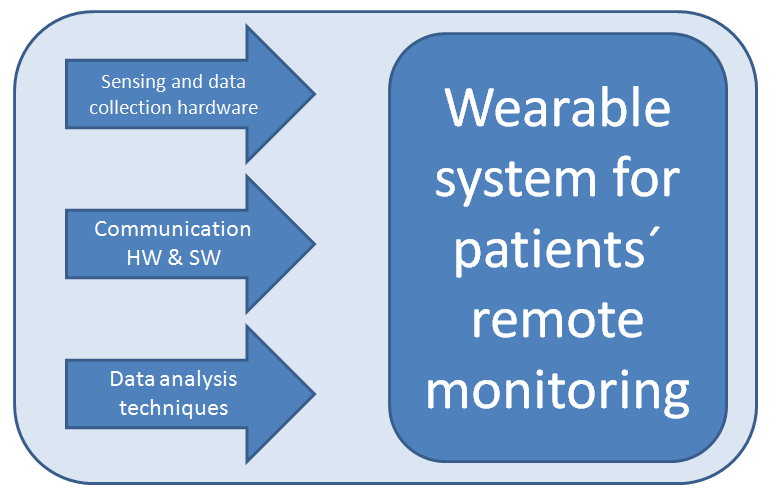 Sensing and data
collection hardware
Communication
HW & SW
Data analysis
techniques
Wearable
system for
patients´
remote
monitoring